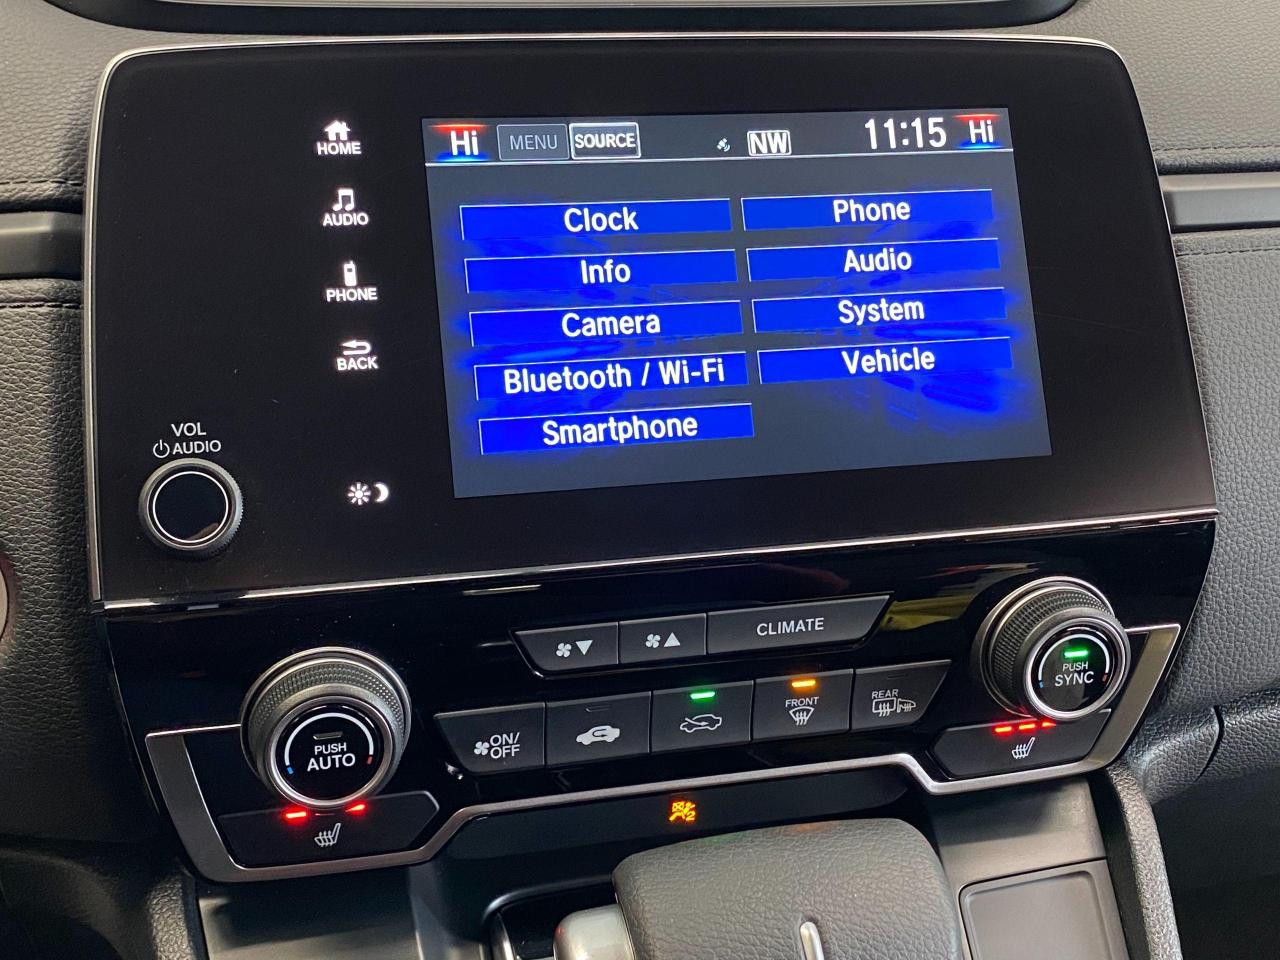 HOME
AUDIO
PHONE
BACK
VOL
AUDIO
Hi MENU SOURCE NW 11:15 Hi
Clock Phone
Info Audio
Camera System
Bluetooth / Wi-Fi Vehicle
Smartphone
CLIMATE
PUSH
SYNC
PUSH
AUTO
ON/
OFF
FRONT
REAR
2